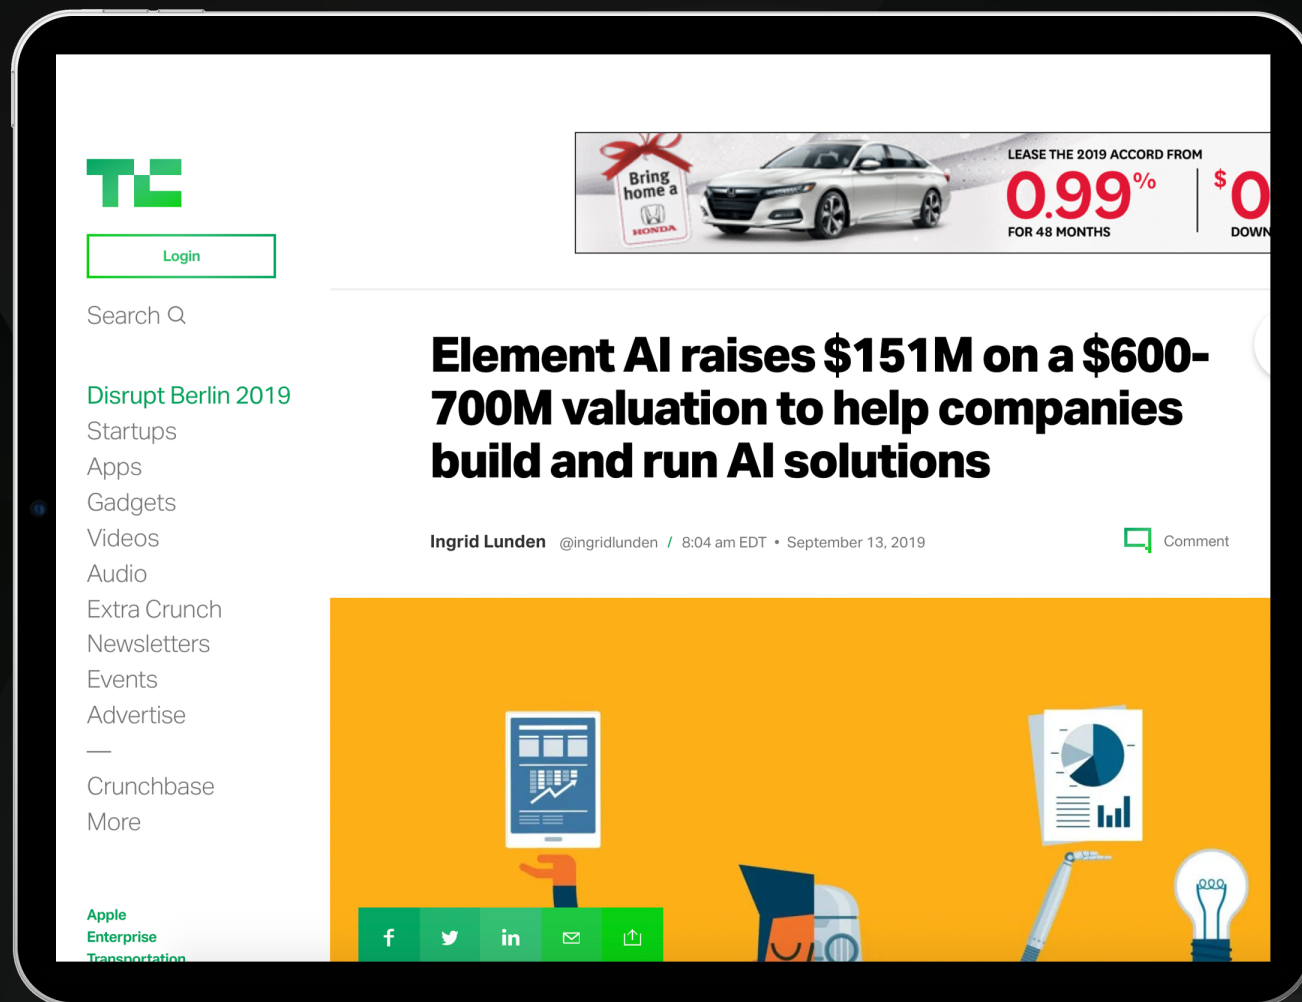 TC
Login
Search
Disrupt Berlin 2019
Startups
Apps
Gadgets
Videos
Audio
Extra Crunch
Newsletters
Events
Advertise
—
Crunchbase
More
Apple
Enterprise
Transportation
Bring
home a
HONDA
LEASE THE 2019 ACCORD FROM
0.99% $0
FOR 48 MONTHS DOWN
Element AI raises $151M on a $600-
700M valuation to help companies
build and run AI solutions
Ingrid Lunden @ingridlunden / 8:04 am EDT • September 13, 2019 Comment
f in